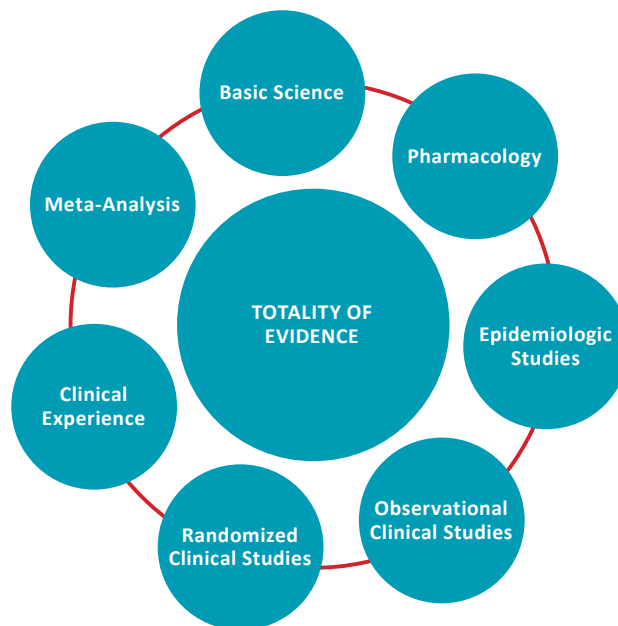 Basic Science
Pharmacology
Epidemiologic
Studies
Observational
Clinical Studies
Randomized
Clinical Studies
Clinical
Experience
Meta-Analysis
TOTALITY OF
EVIDENCE